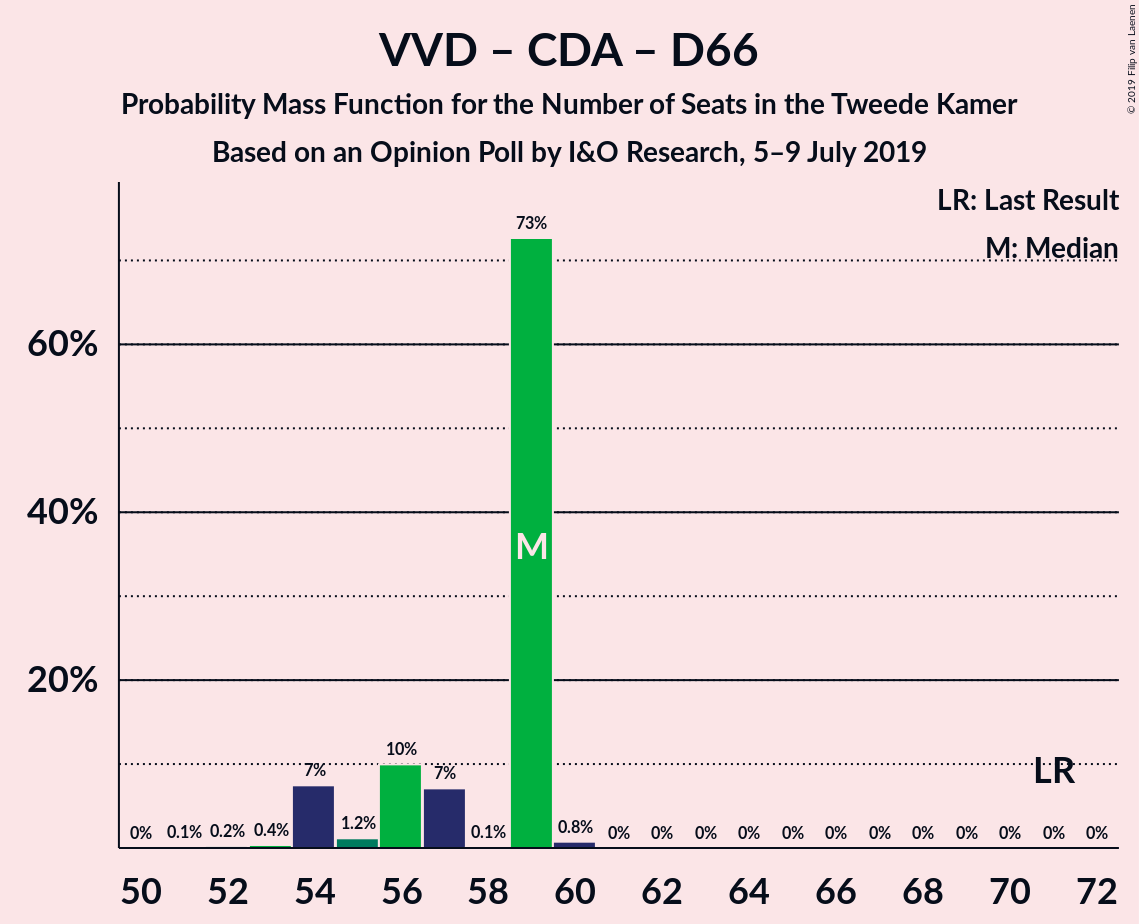 VVD – CDA – D66
Probability Mass Function for the Number of Seats in the Tweede Kamer
Based on an Opinion Poll by I&O Research, 5–9 July 2019
© 2019 Filip van Laenen
LR: Last Result
M: Median
73%
60%
40%
M
20%
10%
7%
7%
LR
0%
0.1%
0.2%
0.4%
1.2%
0.1%
0.8%
0%
0%
0%
0%
0%
0%
0%
0%
0%
0%
0%
0%
50 52 54 56 58 60 62 64 66 68 70 72